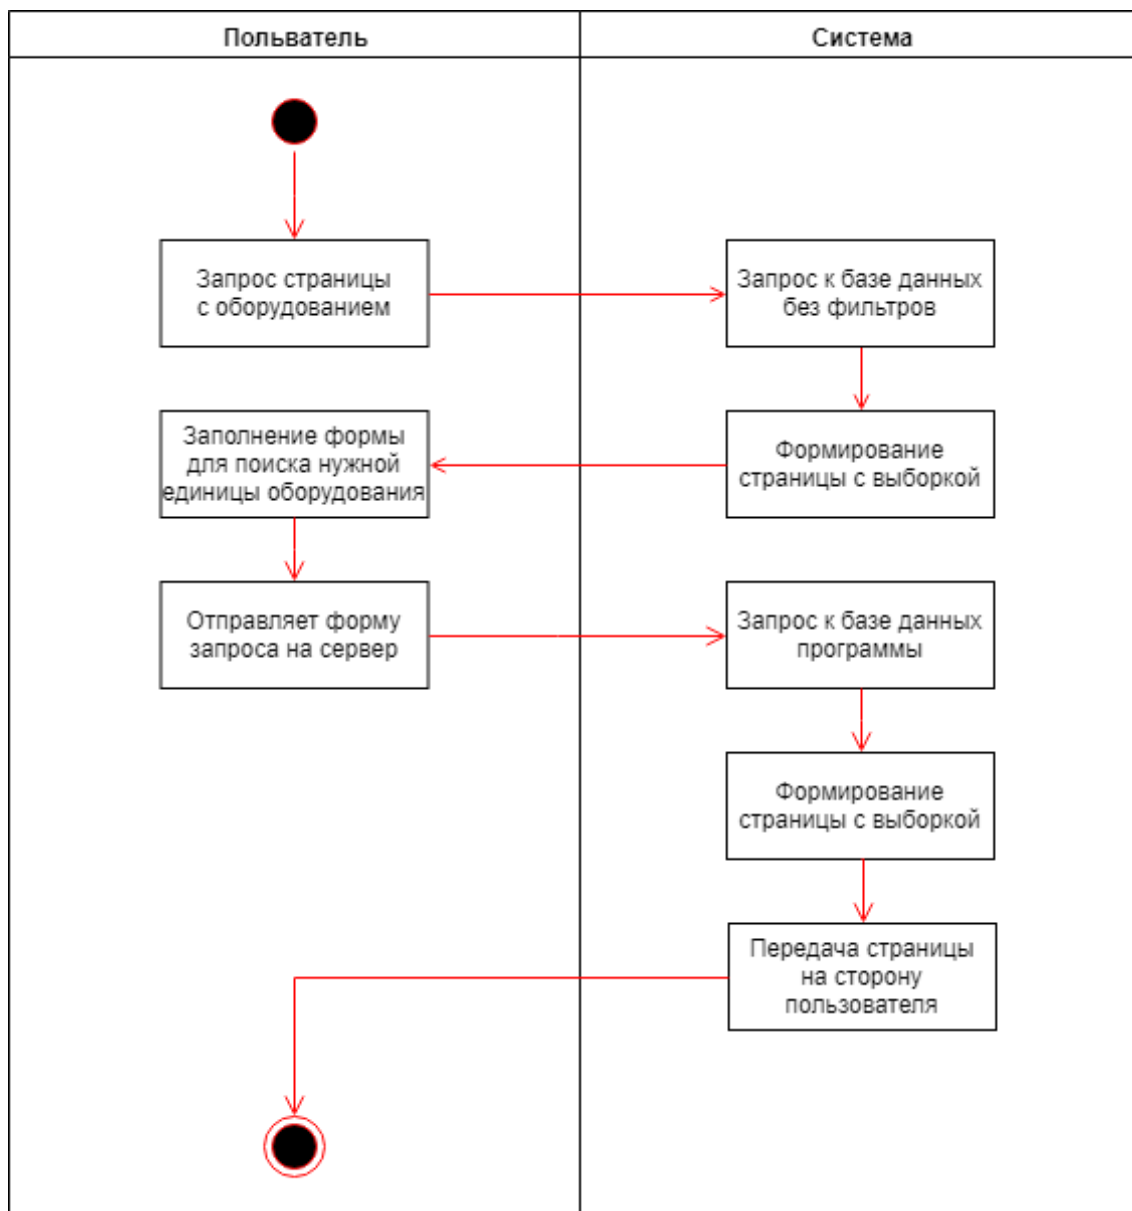 Польватель
Система
Запрос страницы
с оборудованием
Запрос к базе данных
без фильтров
Заполнение формы
для поиска нужной
единицы оборудования
Формирование
страницы с выборкой
Отправляет форму
запроса на сервер
Запрос к базе данных
программы
Формирование
страницы с выборкой
Передача страницы
на сторону
пользователя